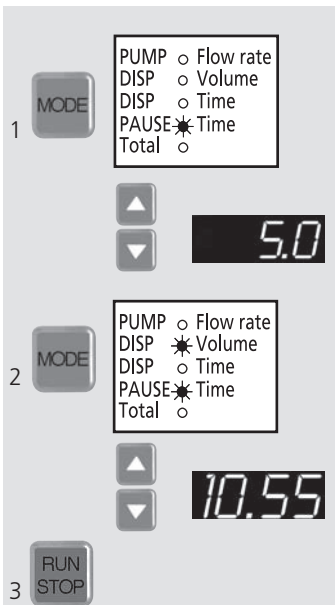 PUMP Flow rate
DISP Volume
DISP Time
PAUSE Time
Total
1 MODE
5.0
PUMP Flow rate
DISP Volume
DISP Time
PAUSE Time
Total
2 MODE
10.55
RUN
3 STOP